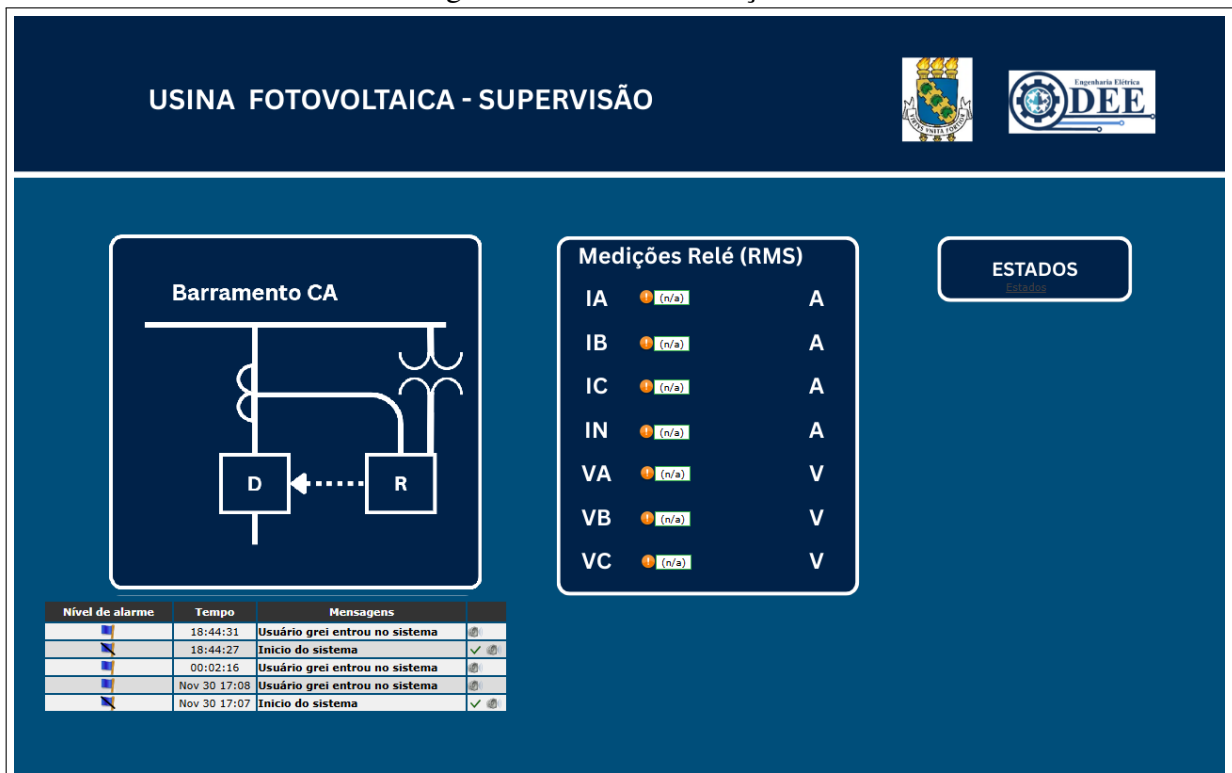 USINA FOTOVOLTAICA - SUPERVISÃO
VIRTUS UNITA FORTIOR
Engenharia Elétrica
DEE
Barramento CA
D
R
Medições Relé (RMS)
IA (n/a) A
IB (n/a) A
IC (n/a) A
IN (n/a) A
VA (n/a) V
VB (n/a) V
VC (n/a) V
ESTADOS
Estados
Nível de alarme Tempo Mensagens
18:44:31 Usuário grei entrou no sistema
18:44:27 Inicio do sistema
00:02:16 Usuário grei entrou no sistema
Nov 30 17:08 Usuário grei entrou no sistema
Nov 30 17:07 Inicio do sistema